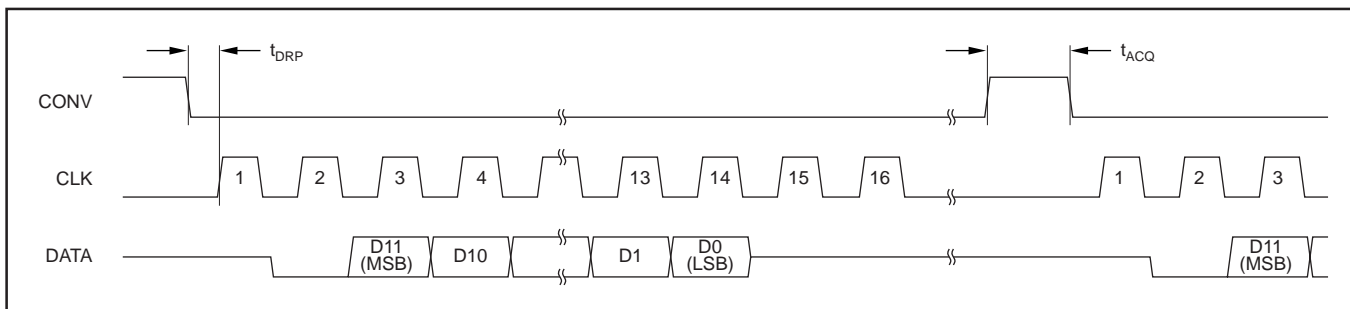 tDRP
tACQ
CONV
CLK
1 2 3 4 13 14 15 16 1 2 3
DATA
D11
(MSB)
D10
D1
D0
(LSB)
D11
(MSB)